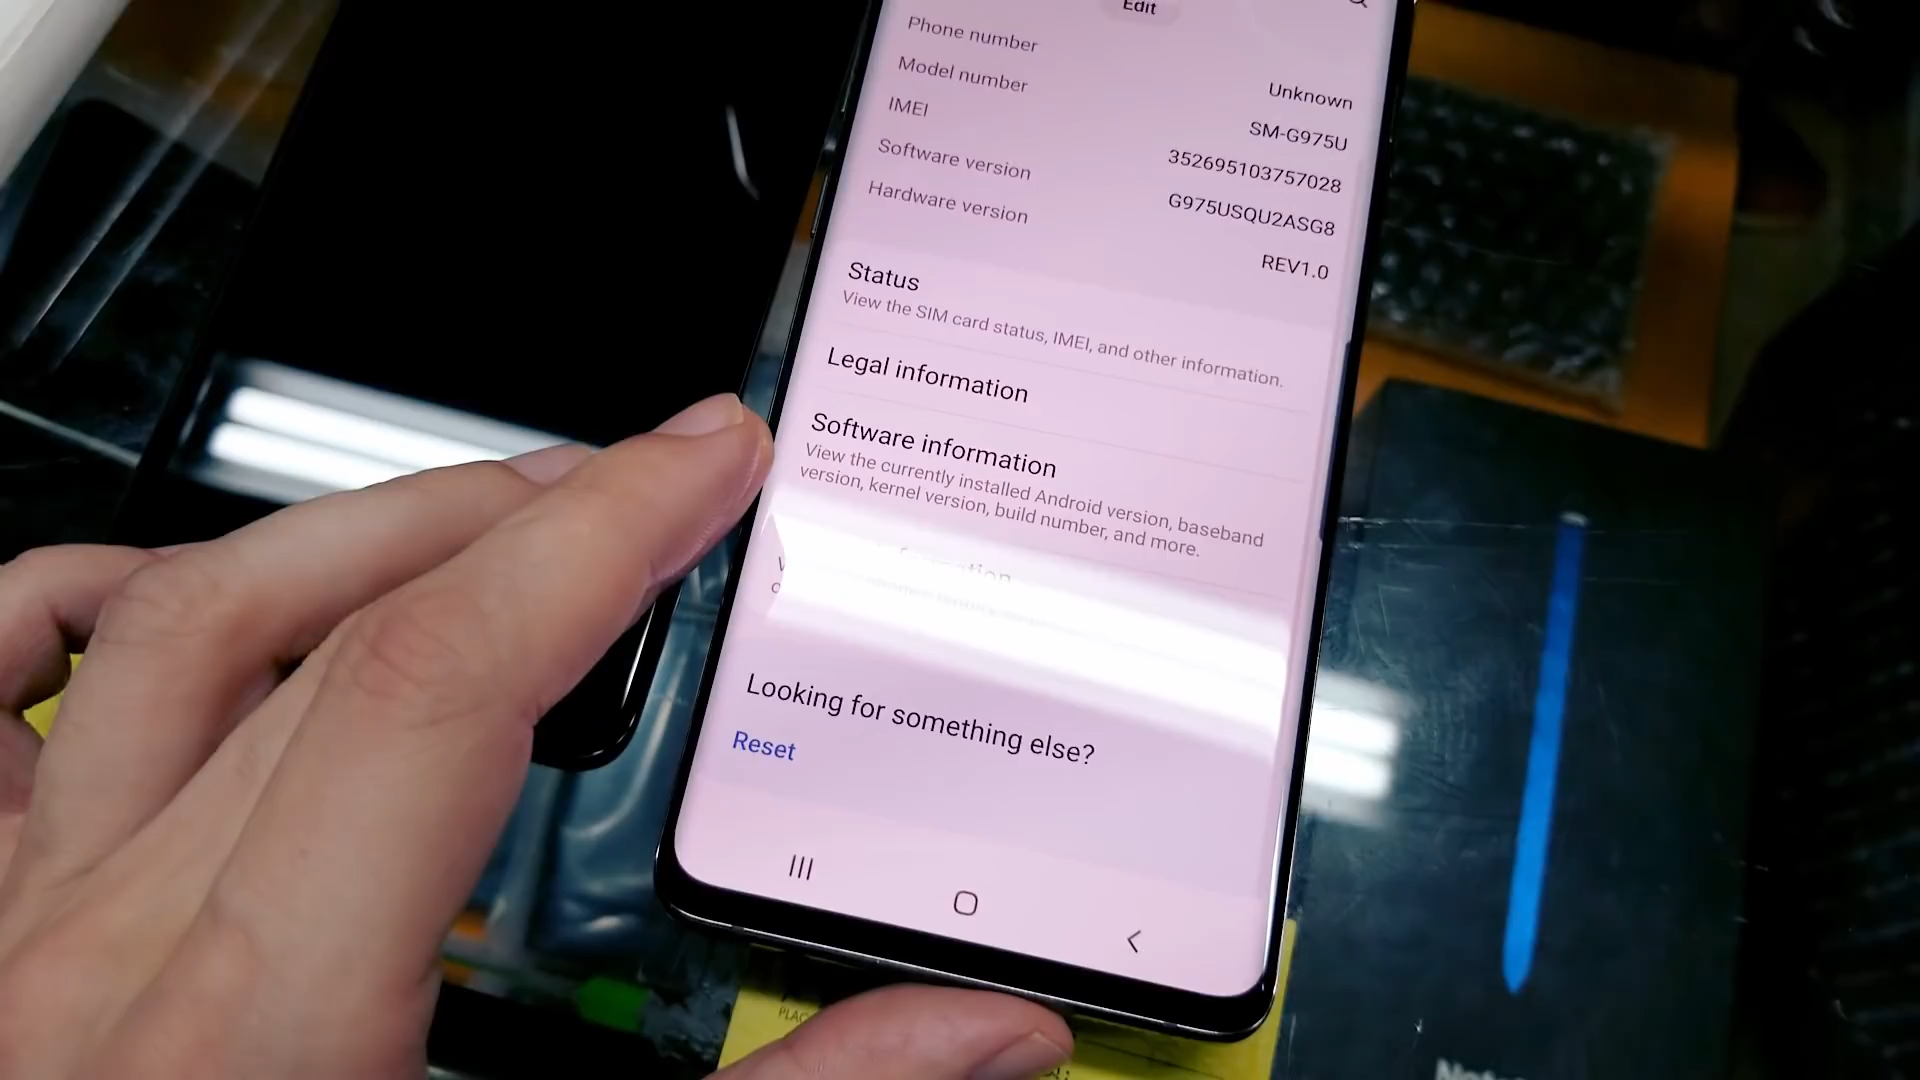 Edit
Phone number
Unknown
Model number
SM-G975U
IMEI
352695103757028
Software version
G975USQU2ASG8
Hardware version
REV1.0
Status
View the SIM card status, IMEI, and other information.
Legal information
Software information
View the currently installed Android version, baseband
version, kernel version, build number, and more.
Looking for something else?
Reset